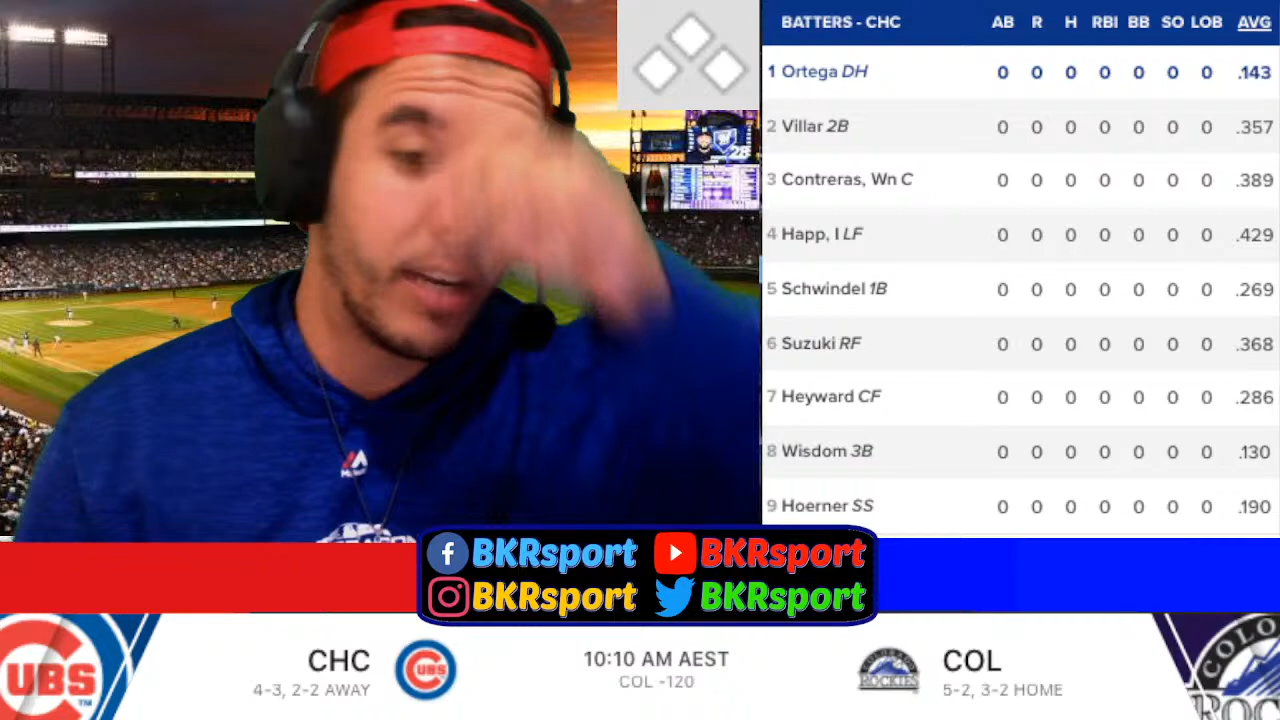 BATTERS - CHC AB R H RBI BB SO LOB AVG
1 Ortega DH 0 0 0 0 0 0 0 .143
2 Villar 2B 0 0 0 0 0 0 0 .357
3 Contreras, Wn C 0 0 0 0 0 0 0 .389
4 Happ, I LF 0 0 0 0 0 0 0 .429
5 Schwindel 1B 0 0 0 0 0 0 0 .269
6 Suzuki RF 0 0 0 0 0 0 0 .368
7 Heyward CF 0 0 0 0 0 0 0 .286
8 Wisdom 3B 0 0 0 0 0 0 0 .130
9 Hoerner SS 0 0 0 0 0 0 0 .190
28
BKRsport BKRsport
BKRsport BKRsport
UBS TM
CHC
4-3, 2-2 AWAY
CUBS
10:10 AM AEST
COL -120
COLORADO
ROCKIES
COL
5-2, 3-2 HOME